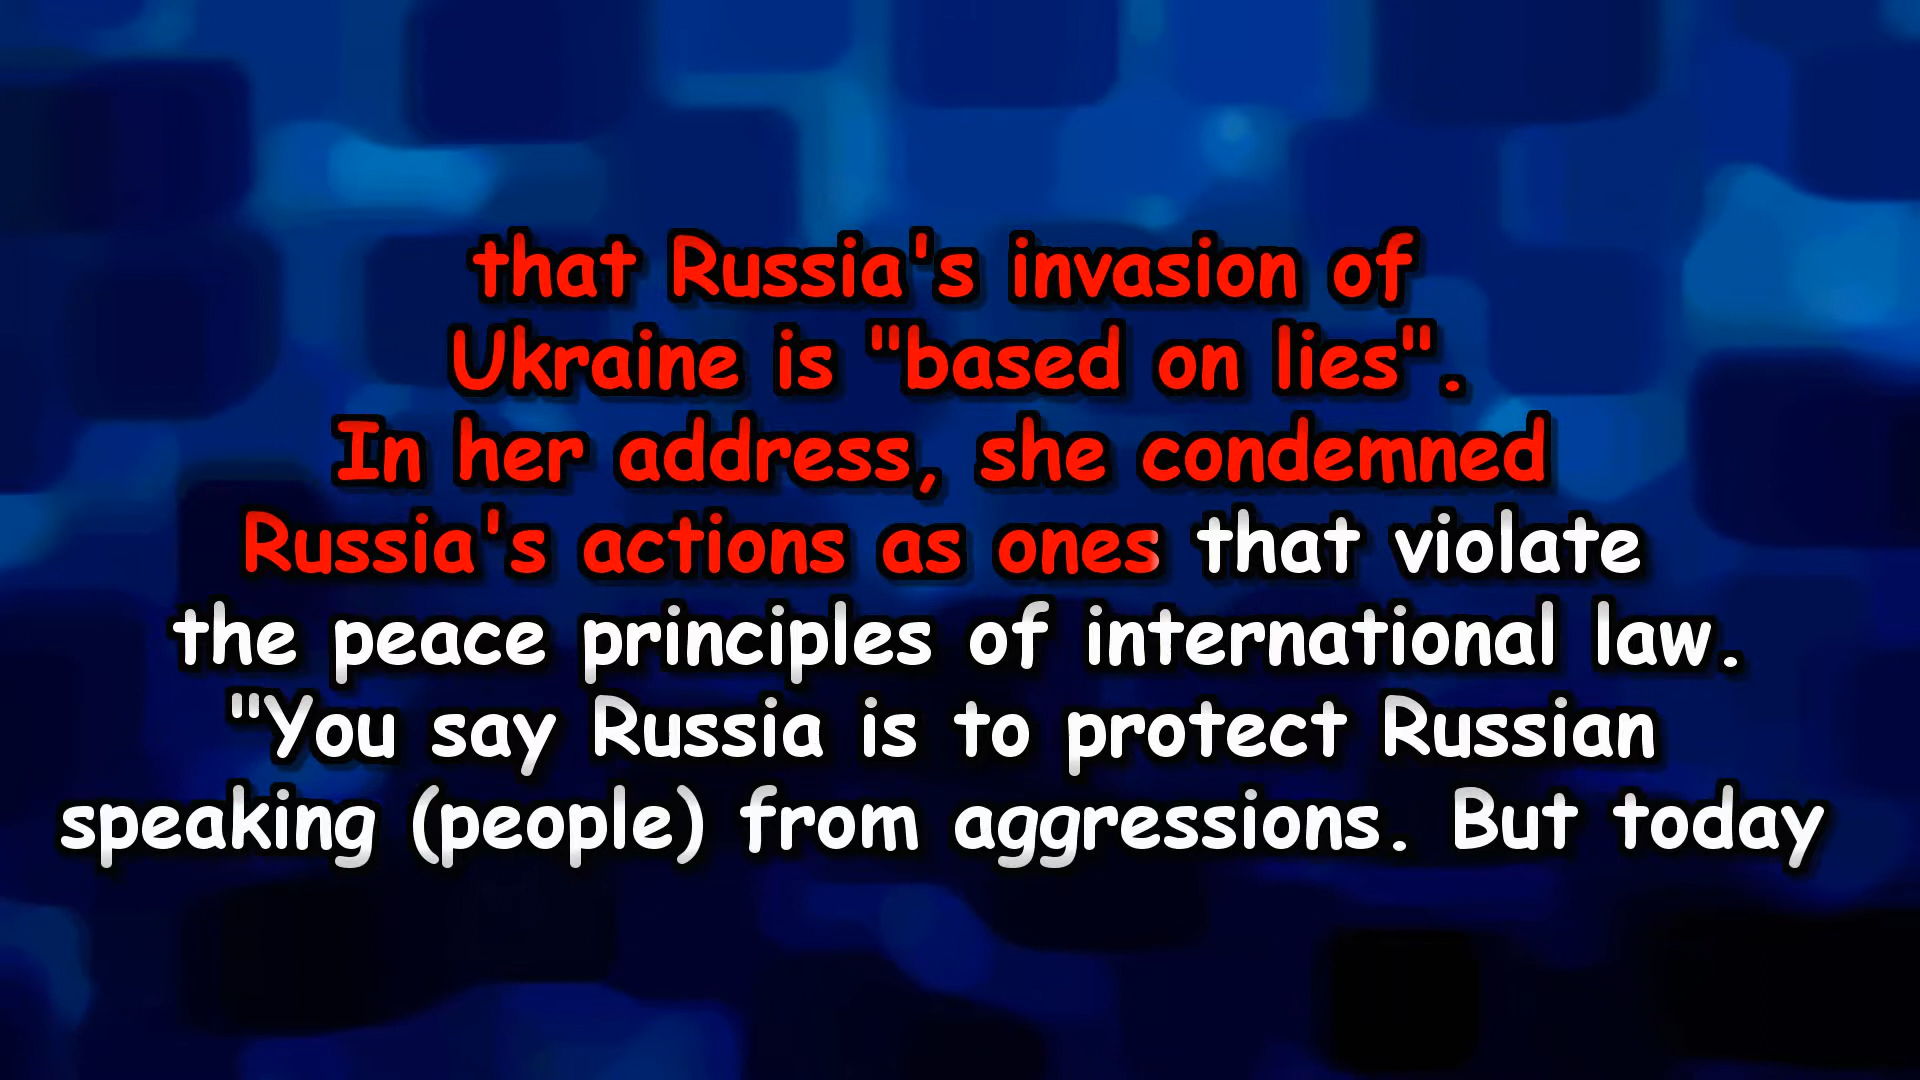 that Russia's invasion of
Ukraine is "based on lies".
In her address, she condemned
Russia's actions as ones that violate
the peace principles of international law.
"You say Russia is to protect Russian
speaking (people) from aggressions. But today